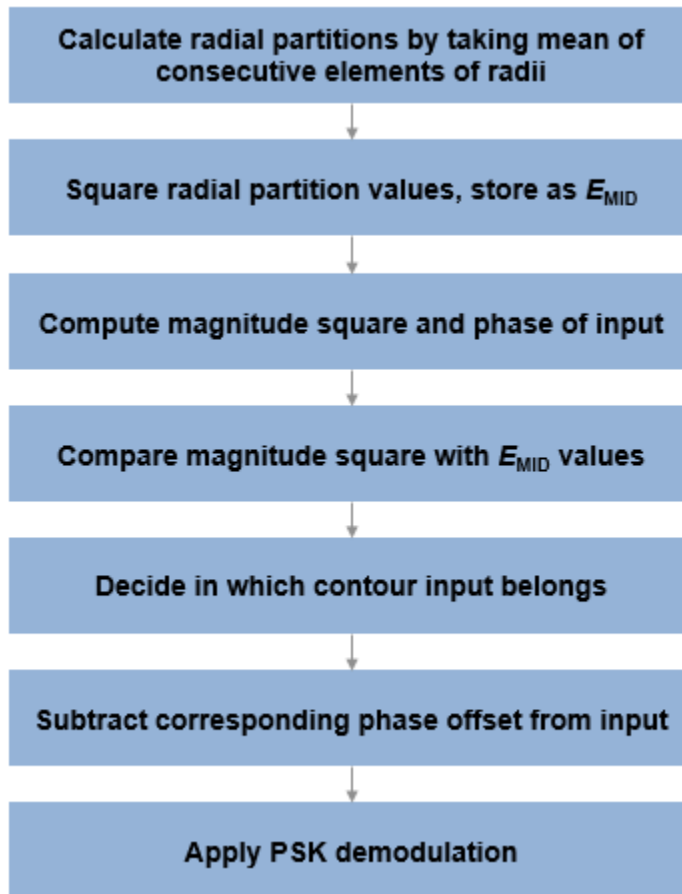 Calculate radial partitions by taking mean of
consecutive elements of radii
Square radial partition values, store as E_MID
Compute magnitude square and phase of input
Compare magnitude square with E_MID values
Decide in which contour input belongs
Subtract corresponding phase offset from input
Apply PSK demodulation